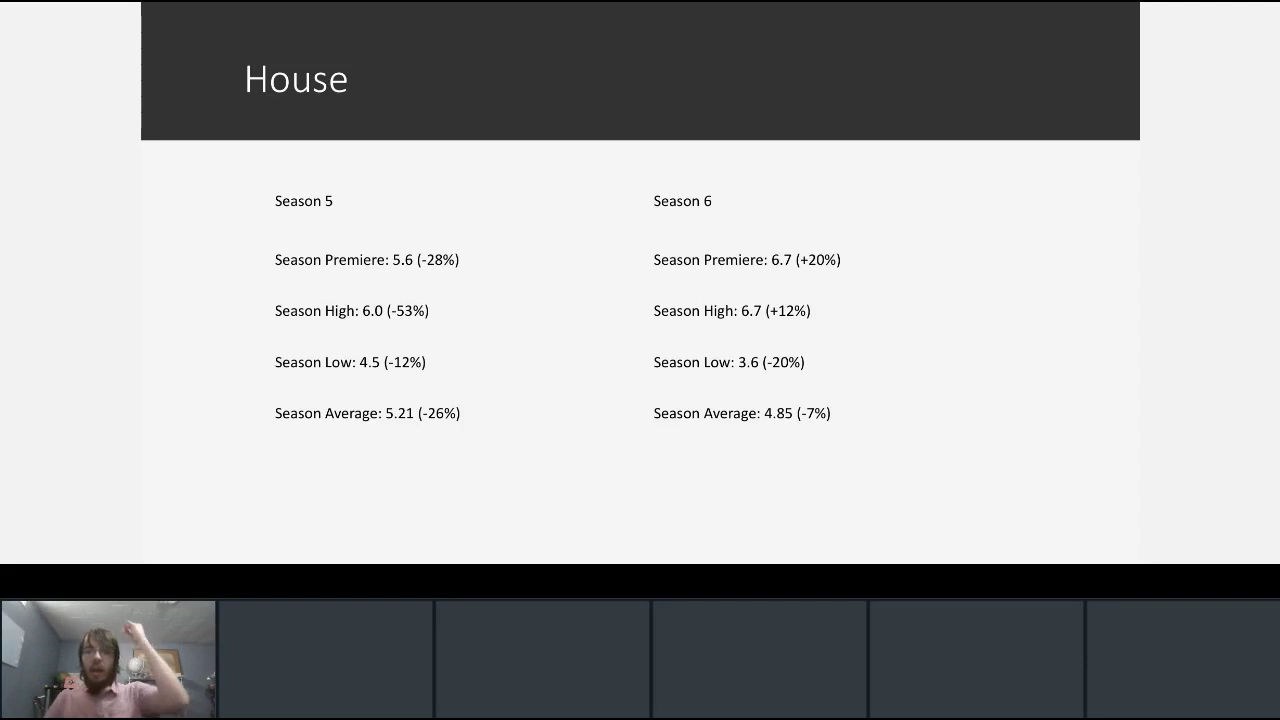 House
Season 5
Season Premiere: 5.6 (-28%)
Season High: 6.0 (-53%)
Season Low: 4.5 (-12%)
Season Average: 5.21 (-26%)
Season 6
Season Premiere: 6.7 (+20%)
Season High: 6.7 (+12%)
Season Low: 3.6 (-20%)
Season Average: 4.85 (-7%)